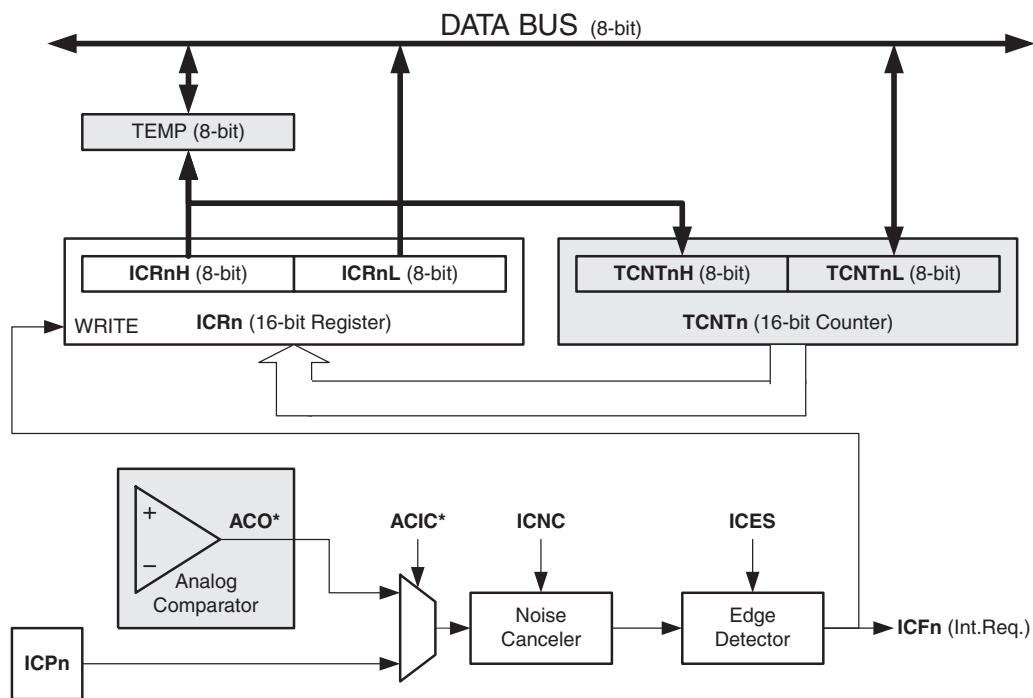 DATA BUS (8-bit)
TEMP (8-bit)
ICRnH (8-bit)
ICRnL (8-bit)
TCNTnH (8-bit)
TCNTnL (8-bit)
WRITE
ICRn (16-bit Register)
TCNTn (16-bit Counter)
+
−
ACO*
Analog
Comparator
ACIC*
ICNC
ICES
Noise
Canceler
Edge
Detector
ICFn (Int.Req.)
ICPn